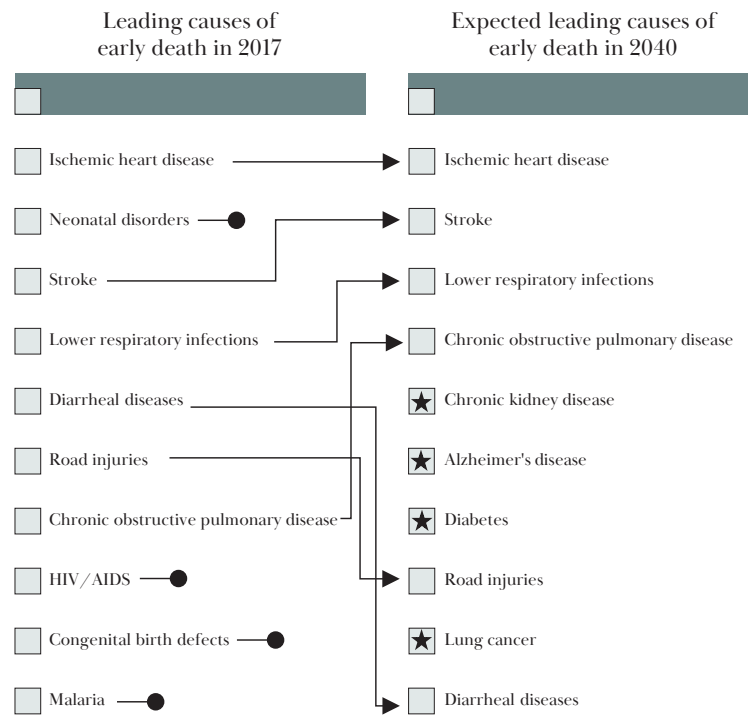 Leading causes of
early death in 2017
Ischemic heart disease
Neonatal disorders
Stroke
Lower respiratory infections
Diarrheal diseases
Road injuries
Chronic obstructive pulmonary disease
HIV/AIDS
Congenital birth defects
Malaria
Expected leading causes of
early death in 2040
Ischemic heart disease
Stroke
Lower respiratory infections
Chronic obstructive pulmonary disease
Chronic kidney disease
Alzheimer's disease
Diabetes
Road injuries
Lung cancer
Diarrheal diseases